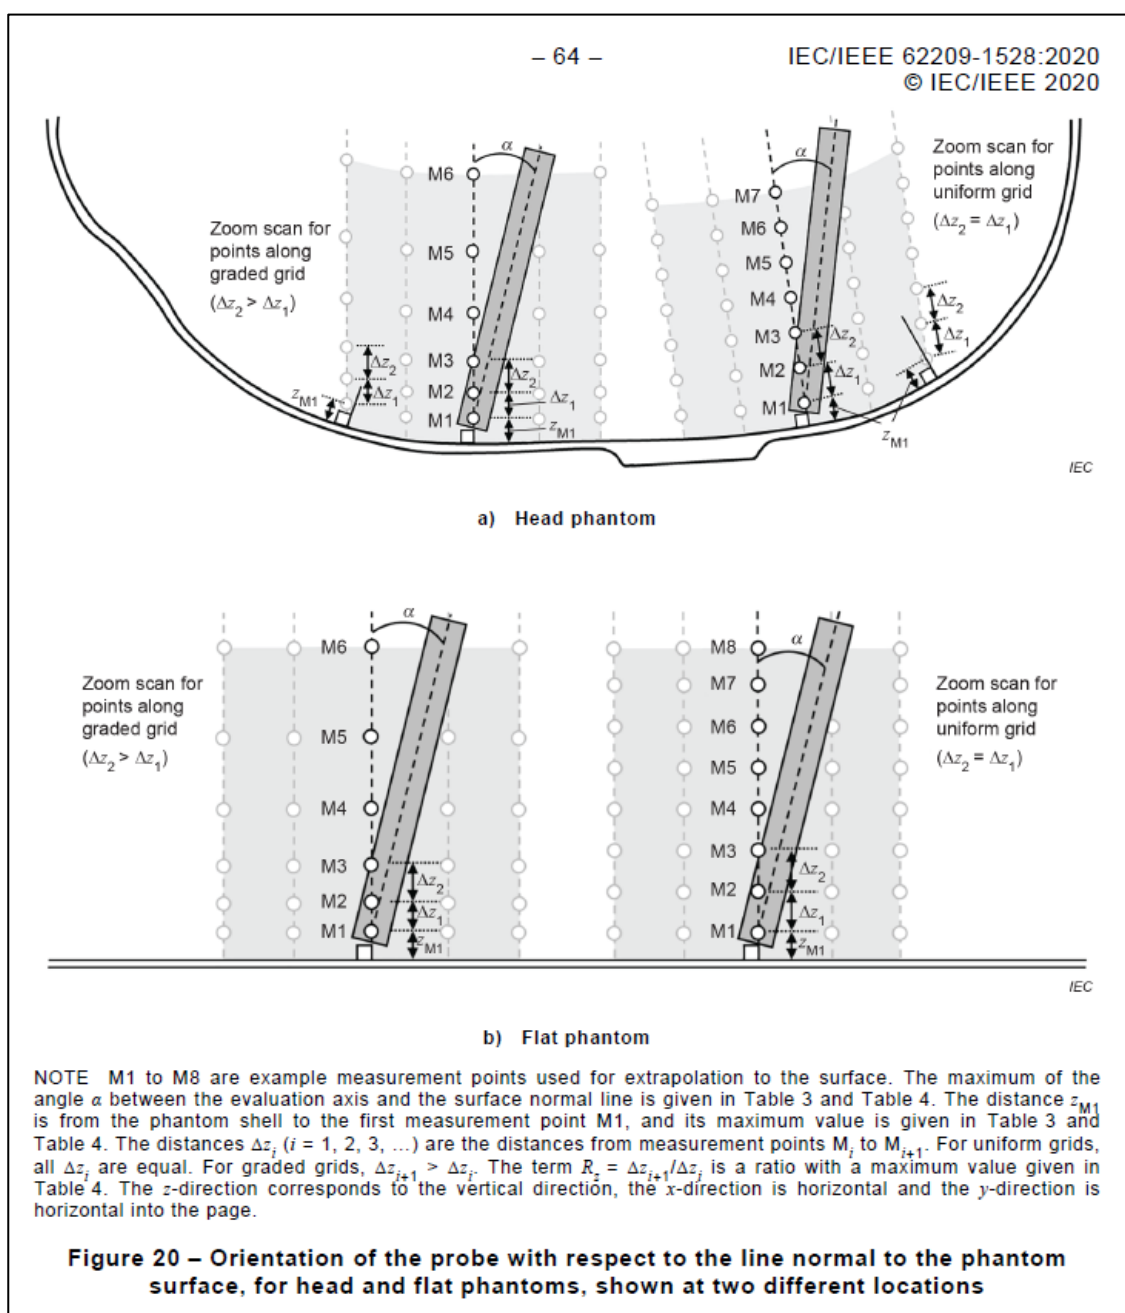 – 64 –
IEC/IEEE 62209-1528:2020
© IEC/IEEE 2020
Zoom scan for
points along
graded grid
(Δz2 > Δz1)
M6
M5
M4
M3
M2
M1
α
Δz2
Δz1
zM1
Δz2
Δz1
zM1
Zoom scan for
points along
uniform grid
(Δz2 = Δz1)
M7
M6
M5
M4
M3
M2
M1
α
Δz2
Δz1
Δz2
Δz1
zM1
IEC
a) Head phantom
Zoom scan for
points along
graded grid
(Δz2 > Δz1)
M6
M5
M4
M3
M2
M1
α
Δz2
Δz1
zM1
M8
M7
M6
M5
M4
M3
M2
M1
α
Δz2
Δz1
zM1
Zoom scan for
points along
uniform grid
(Δz2 = Δz1)
IEC
b) Flat phantom
NOTE M1 to M8 are example measurement points used for extrapolation to the surface. The maximum of the
angle α between the evaluation axis and the surface normal line is given in Table 3 and Table 4. The distance zM1
is from the phantom shell to the first measurement point M1, and its maximum value is given in Table 3 and
Table 4. The distances Δzi (i = 1, 2, 3, ...) are the distances from measurement points Mi to Mi+1. For uniform grids,
all Δzi are equal. For graded grids, Δzi+1 > Δzi. The term Rz = Δzi+1/Δzi is a ratio with a maximum value given in
Table 4. The z-direction corresponds to the vertical direction, the x-direction is horizontal and the y-direction is
horizontal into the page.
Figure 20 – Orientation of the probe with respect to the line normal to the phantom
surface, for head and flat phantoms, shown at two different locations